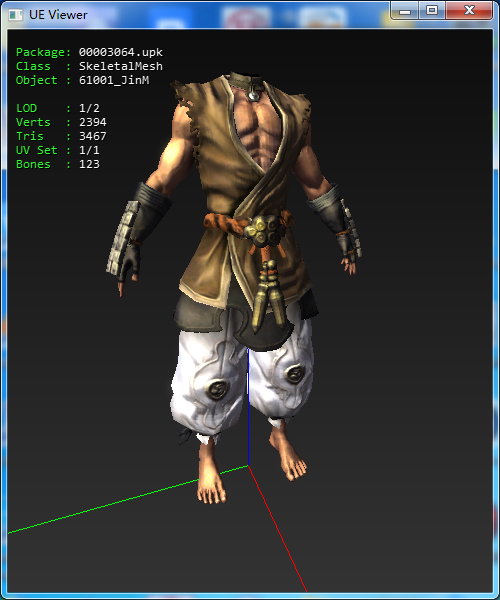 UE Viewer
Package: 00003064.upk
Class  : SkeletalMesh
Object : 61001_JinM
LOD    : 1/2
Verts  : 2394
Tris   : 3467
UV Set : 1/1
Bones  : 123